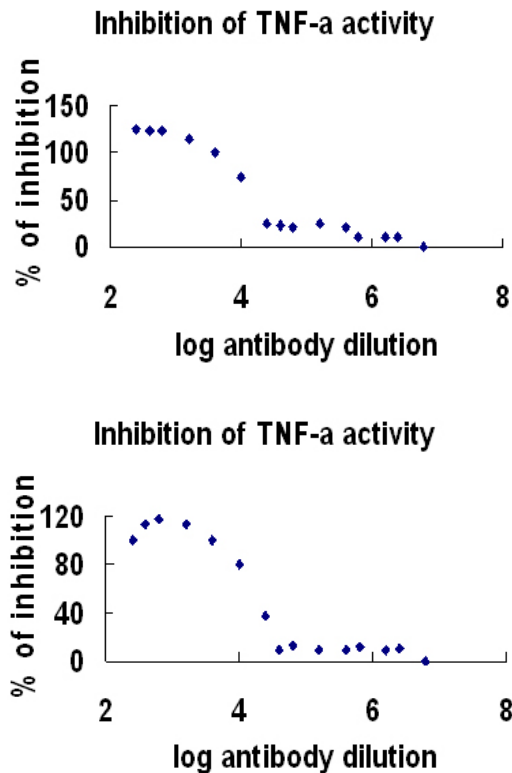 Inhibition of TNF-a activity
% of inhibition
150
100
50
0
2 4 6 8
log antibody dilution
Inhibition of TNF-a activity
% of inhibition
120
80
40
0
2 4 6 8
log antibody dilution